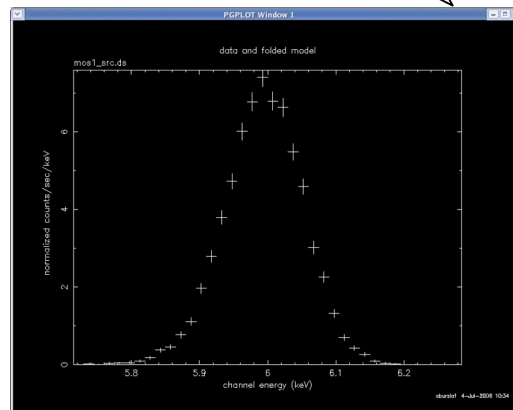 PGPLOT Window 1
data and folded model
mos1_src.ds
normalized counts/sec/keV
0
2
4
6
5.8
5.9
6
6.1
6.2
channel energy (keV)
eburzlaf 4-Jul-2006 10:34